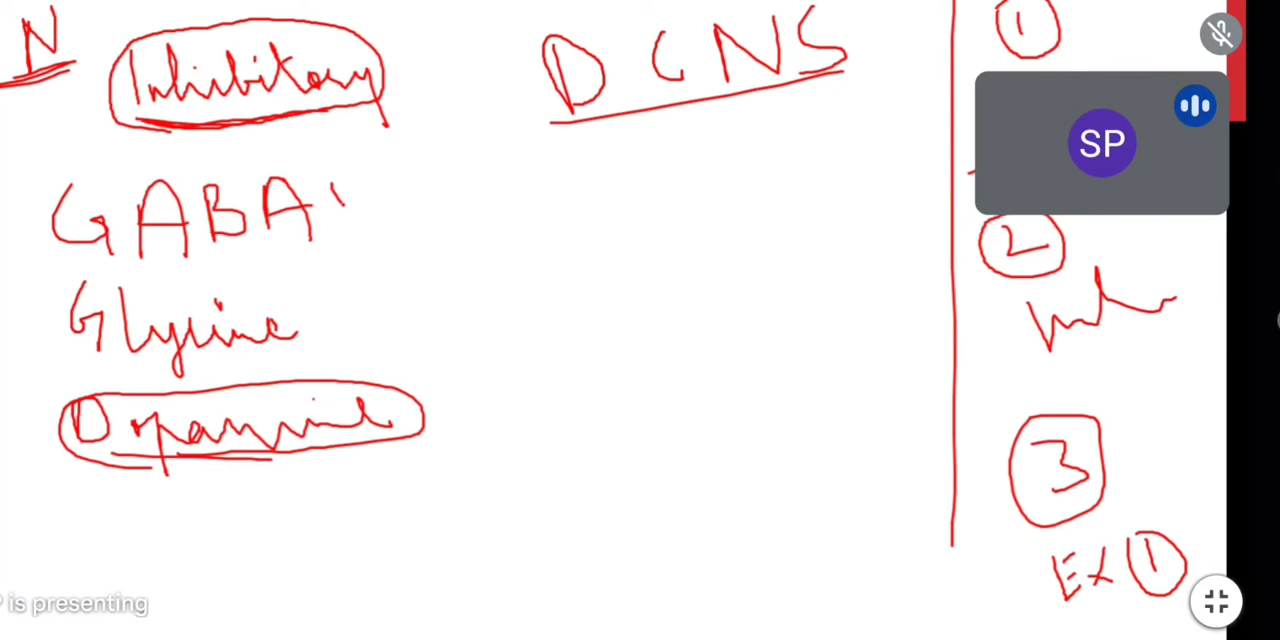 N Inhibitory
D CNS
GABA
Glycine
Dopamine
1
SP
2
3
Ex 1
is presenting